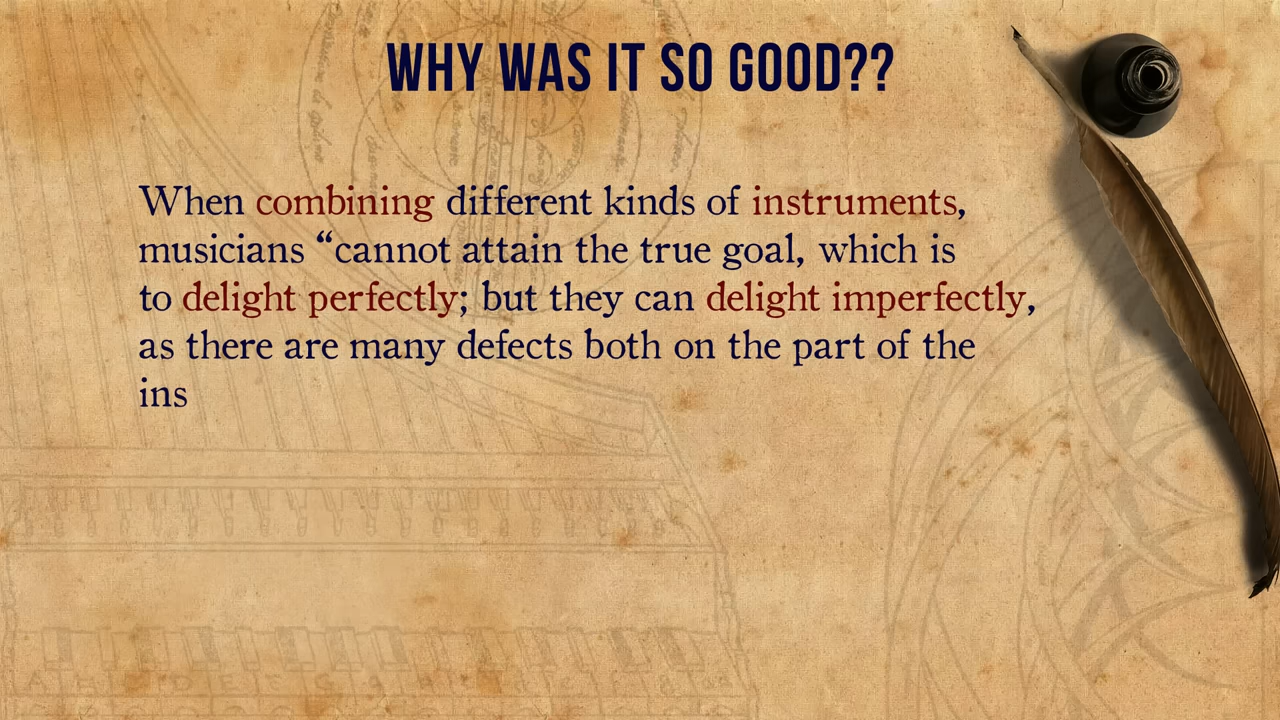 WHY WAS IT SO GOOD??
When combining different kinds of instruments,
musicians “cannot attain the true goal, which is
to delight perfectly; but they can delight imperfectly,
as there are many defects both on the part of the
ins